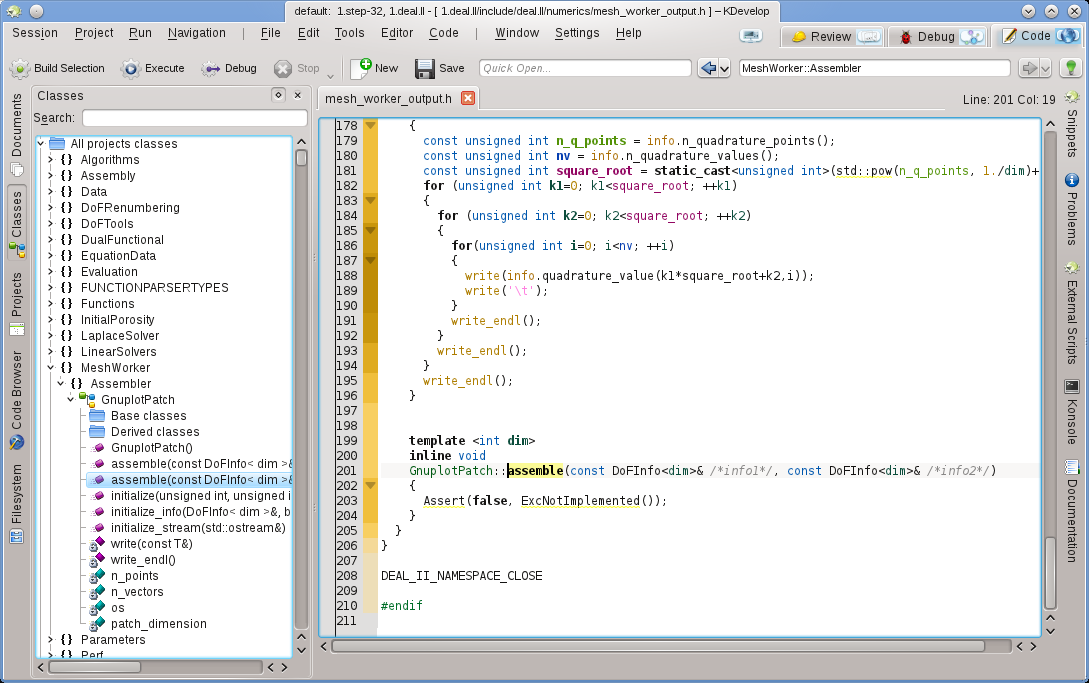 default:  1.step-32, 1.deal.ll - [ 1.deal.ll/include/deal.ll/numerics/mesh_worker_output.h ] – KDevelop
Session Project Run Navigation | File Edit Tools Editor Code | Window Settings Help
Review Debug Code
Build Selection Execute Debug Stop New Save Quick Open... MeshWorker::Assembler
Documents
Classes
Projects
Code Browser
Filesystem
Classes
Search:
All projects classes
{} Algorithms
{} Assembly
{} Data
{} DoFRenumbering
{} DoFTools
{} DualFunctional
{} EquationData
{} Evaluation
{} FUNCTIONPARSERTYPES
{} Functions
{} InitialPorosity
{} LaplaceSolver
{} LinearSolvers
{} MeshWorker
{} Assembler
GnuplotPatch
Base classes
Derived classes
GnuplotPatch()
assemble(const DoFInfo< dim >&
assemble(const DoFInfo< dim >&
initialize(unsigned int, unsigned i
initialize_info(DoFInfo< dim >&, b
initialize_stream(std::ostream&)
write(const T&)
write_endl()
n_points
n_vectors
os
patch_dimension
{} Parameters
{} Perf
mesh_worker_output.h
Line: 201 Col: 19
178 {
179 const unsigned int n_q_points = info.n_quadrature_points();
180 const unsigned int nv = info.n_quadrature_values();
181 const unsigned int square_root = static_cast<unsigned int>(std::pow(n_q_points, 1./dim)+
182 for (unsigned int k1=0; k1<square_root; ++k1)
183 {
184 for (unsigned int k2=0; k2<square_root; ++k2)
185 {
186 for(unsigned int i=0; i<nv; ++i)
187 {
188 write(info.quadrature_value(k1*square_root+k2,i));
189 write('\t');
190 }
191 write_endl();
192 }
193 write_endl();
194 }
195 write_endl();
196 }
197
198
199 template <int dim>
200 inline void
201 GnuplotPatch::assemble(const DoFInfo<dim>& /*info1*/, const DoFInfo<dim>& /*info2*/)
202 {
203 Assert(false, ExcNotImplemented());
204 }
205 }
206 }
207
208 DEAL_II_NAMESPACE_CLOSE
209
210 #endif
211
Snippets
Problems
External Scripts
Konsole
Documentation